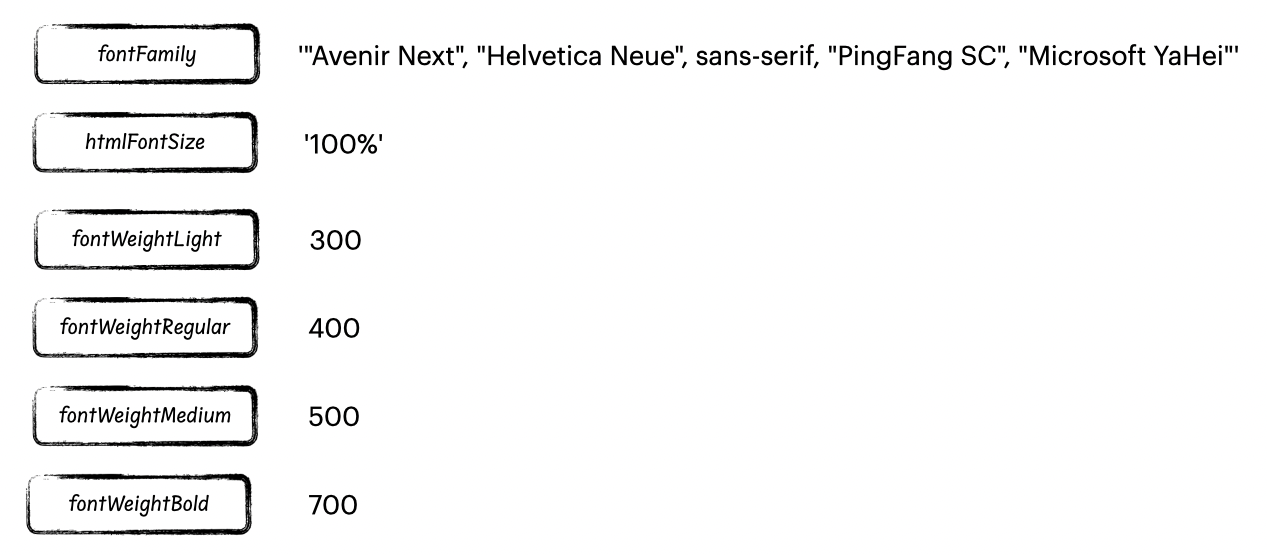 fontFamily '"Avenir Next", "Helvetica Neue", sans-serif, "PingFang SC", "Microsoft YaHei"'
htmlFontSize '100%'
fontWeightLight 300
fontWeightRegular 400
fontWeightMedium 500
fontWeightBold 700